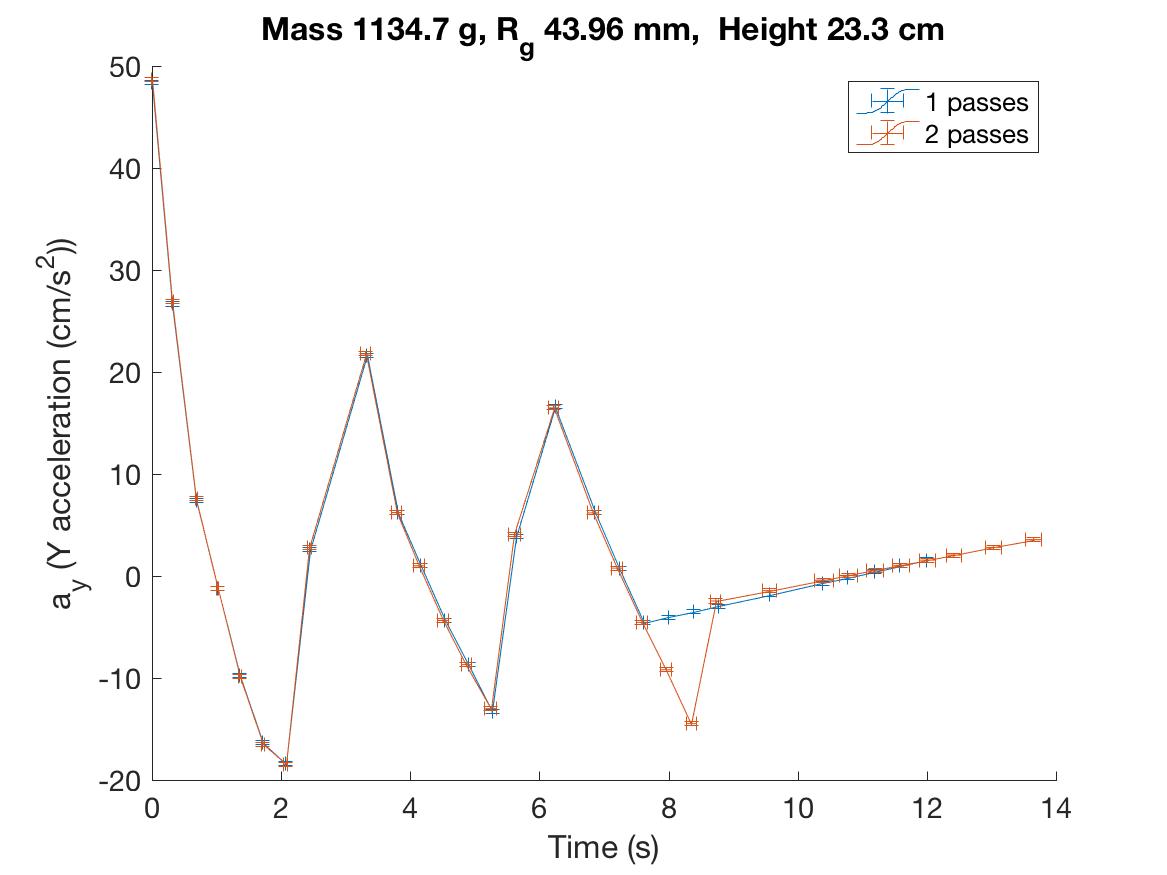 Mass 1134.7 g, Rg 43.96 mm, Height 23.3 cm
1 passes
2 passes
50
40
30
20
10
0
-10
-20
ay (Y acceleration (cm/s2))
0 2 4 6 8 10 12 14
Time (s)